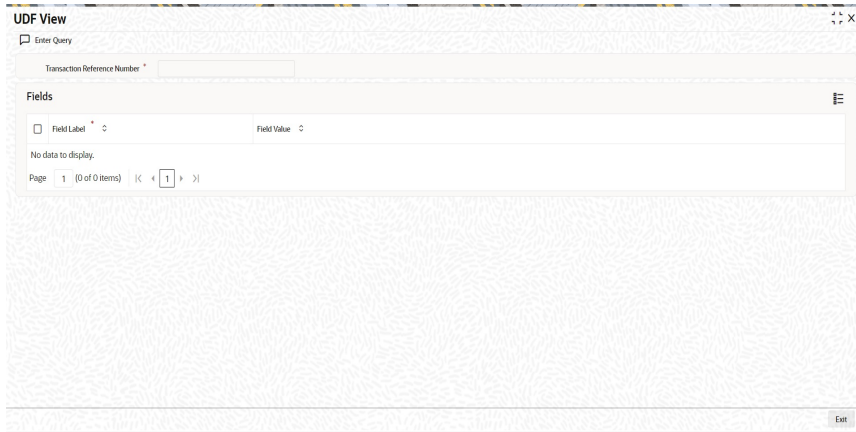 UDF View
Enter Query
Transaction Reference Number *
Fields
Field Label * Field Value
No data to display.
Page 1 (0 of 0 items) 1
Exit